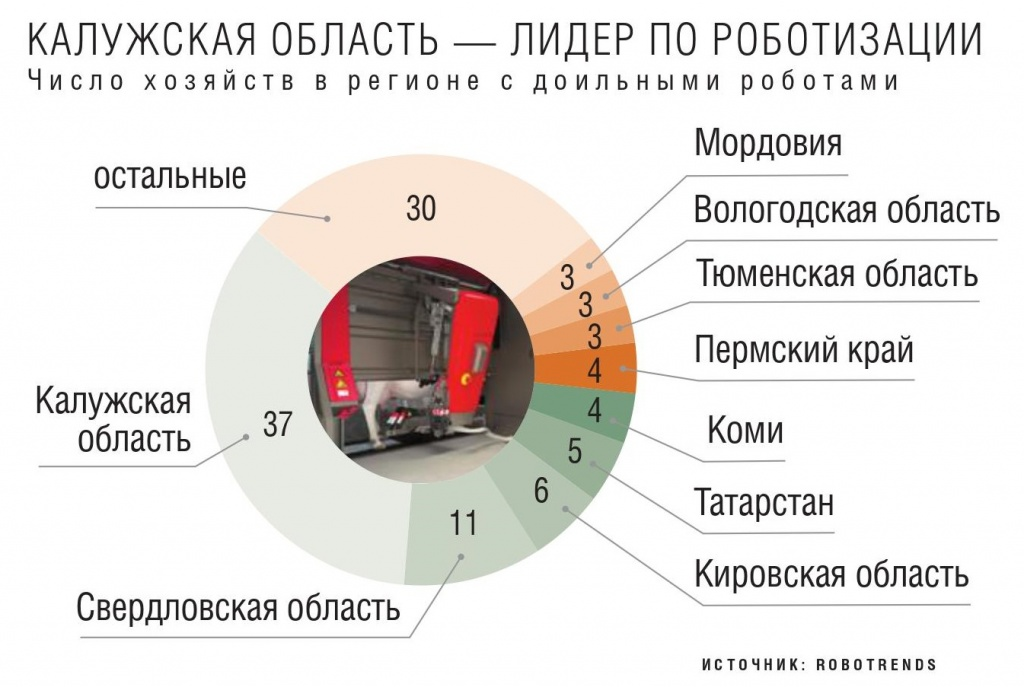 КАЛУЖСКАЯ ОБЛАСТЬ — ЛИДЕР ПО РОБОТИЗАЦИИ
Число хозяйств в регионе с доильными роботами
остальные
30
Мордовия
3
Вологодская область
3
Тюменская область
3
Пермский край
4
Коми
4
Татарстан
5
Кировская область
6
Свердловская область
11
Калужская
область
37
ИСТОЧНИК: ROBOTRENDS